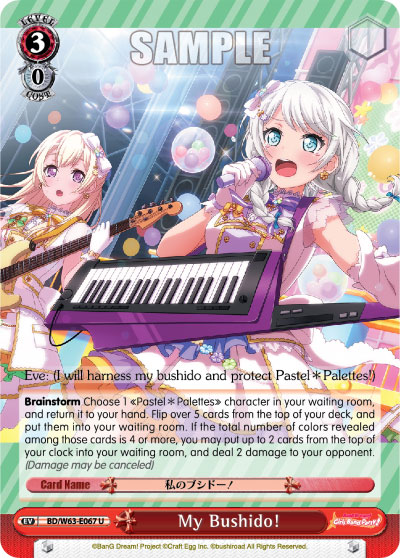 LEVEL
3
0
COST
SAMPLE
Eve: (I will harness my bushido and protect Pastel＊Palettes!)
Brainstorm Choose 1 «Pastel＊Palettes» character in your waiting room,
and return it to your hand. Flip over 5 cards from the top of your deck, and
put them into your waiting room. If the total number of colors revealed
among those cards is 4 or more, you may put up to 2 cards from the top of
your clock into your waiting room, and deal 2 damage to your opponent.
(Damage may be canceled)
Card Name 私のブシドー！
EV BD/W63-E067 U My Bushido!
Girls Band Party!
©BanG Dream! Project ©Craft Egg Inc. ©bushiroad All Rights Reserved.